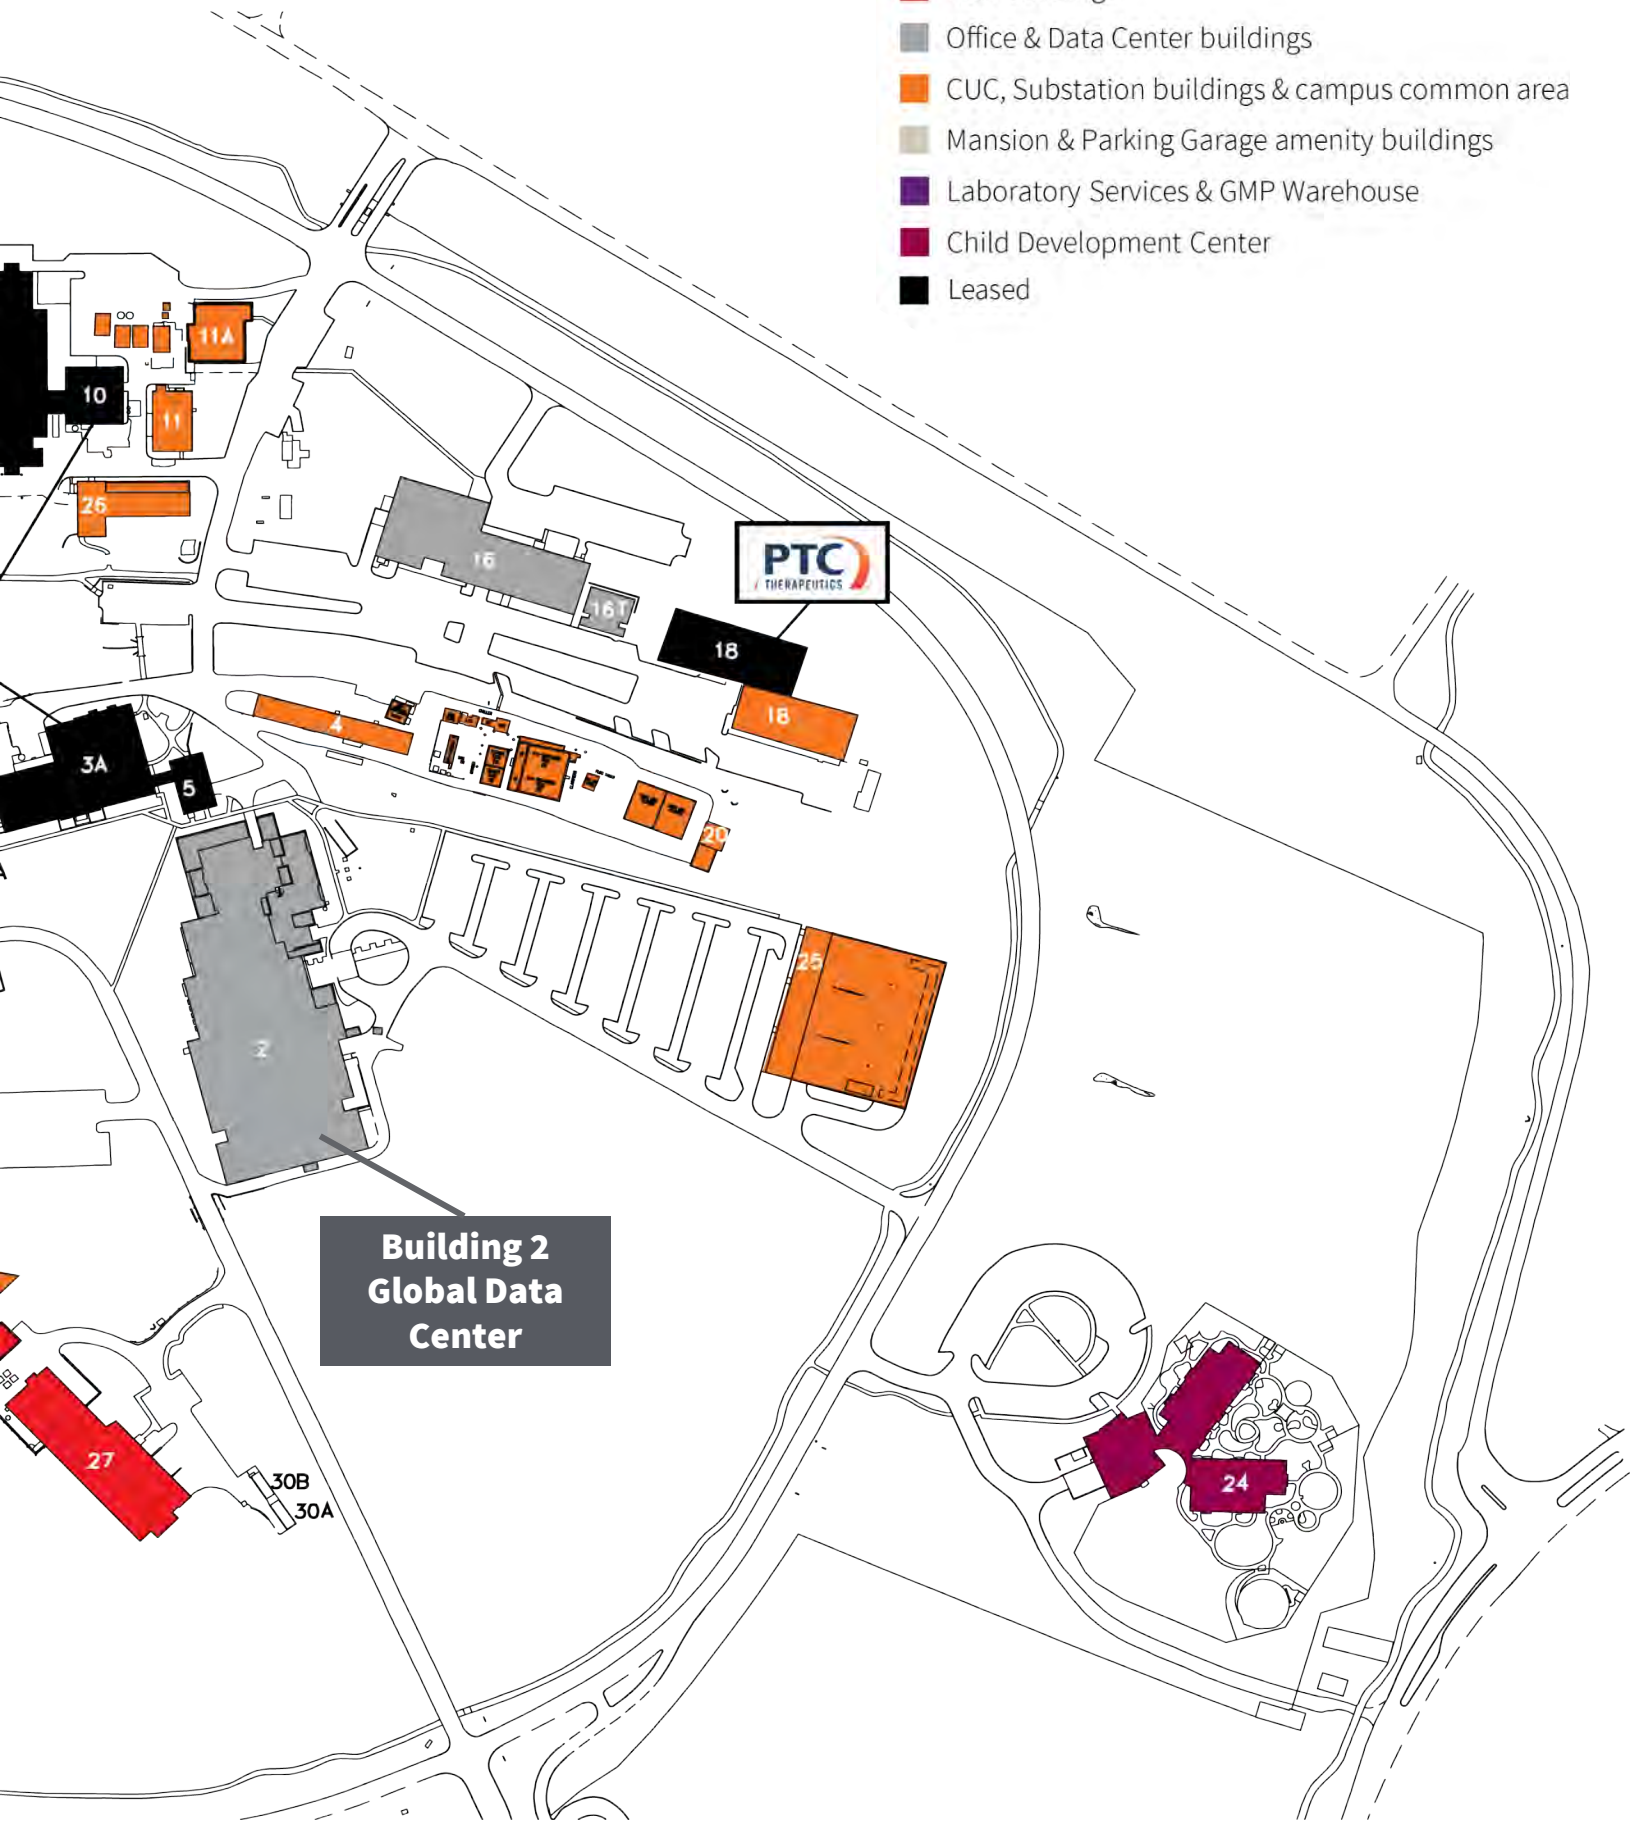 Office & Data Center buildings
CUC, Substation buildings & campus common area
Mansion & Parking Garage amenity buildings
Laboratory Services & GMP Warehouse
Child Development Center
Leased
11A
10
11
26
16
PTC
THERAPEUTICS
16T
18
18
4
3A
5
20
25
2
Building 2
Global Data
Center
27
30B
30A
24